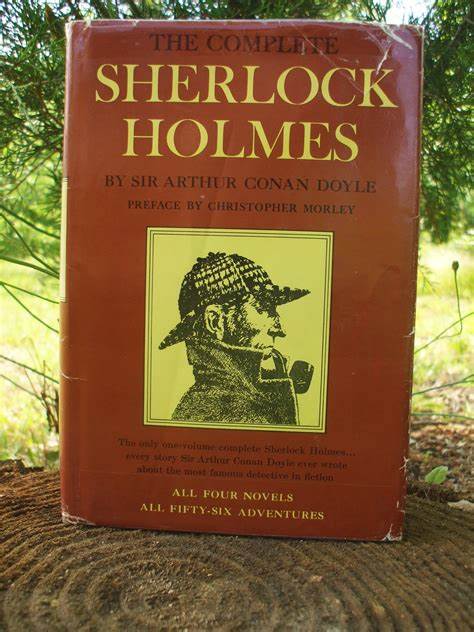 THE COMPLETE
SHERLOCK
HOLMES
BY SIR ARTHUR CONAN DOYLE
PREFACE BY CHRISTOPHER MORLEY
The only one-volume complete Sherlock Holmes...
every story Sir Arthur Conan Doyle ever wrote
about the most famous detective in fiction
ALL FOUR NOVELS
ALL FIFTY-SIX ADVENTURES